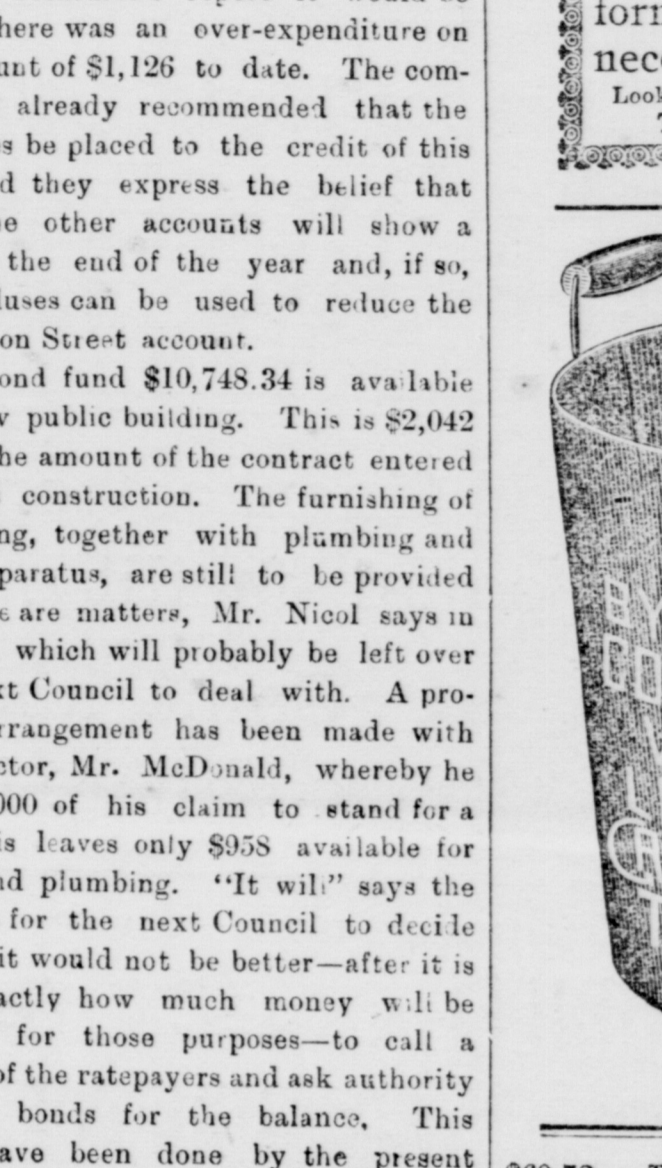 here was an over-expenditure on
unt of $1,126 to date. The com-
already recommended that the
s be placed to the credit of this
d they express the belief that
e other accounts will show a
the end of the year and, if so,
luses can be used to reduce the
on Street account.
ond fund $10,748.34 is available
v public building. This is $2,042
he amount of the contract entered
construction. The furnishing of
ng, together with plumbing and
paratus, are still to be provided
e are matters, Mr. Nicol says in
which will probably be left over
xt Council to deal with. A pro-
rrangement has been made with
ctor, Mr. McDonald, whereby he
000 of his claim to stand for a
is leaves only $958 available for
nd plumbing. “It will” says the
for the next Council to decide
it would not be better—after it is
actly how much money will be
for those purposes—to call a
of the ratepayers and ask authority
bonds for the balance. This
ave been done by the present
forn
nece
Look
BY